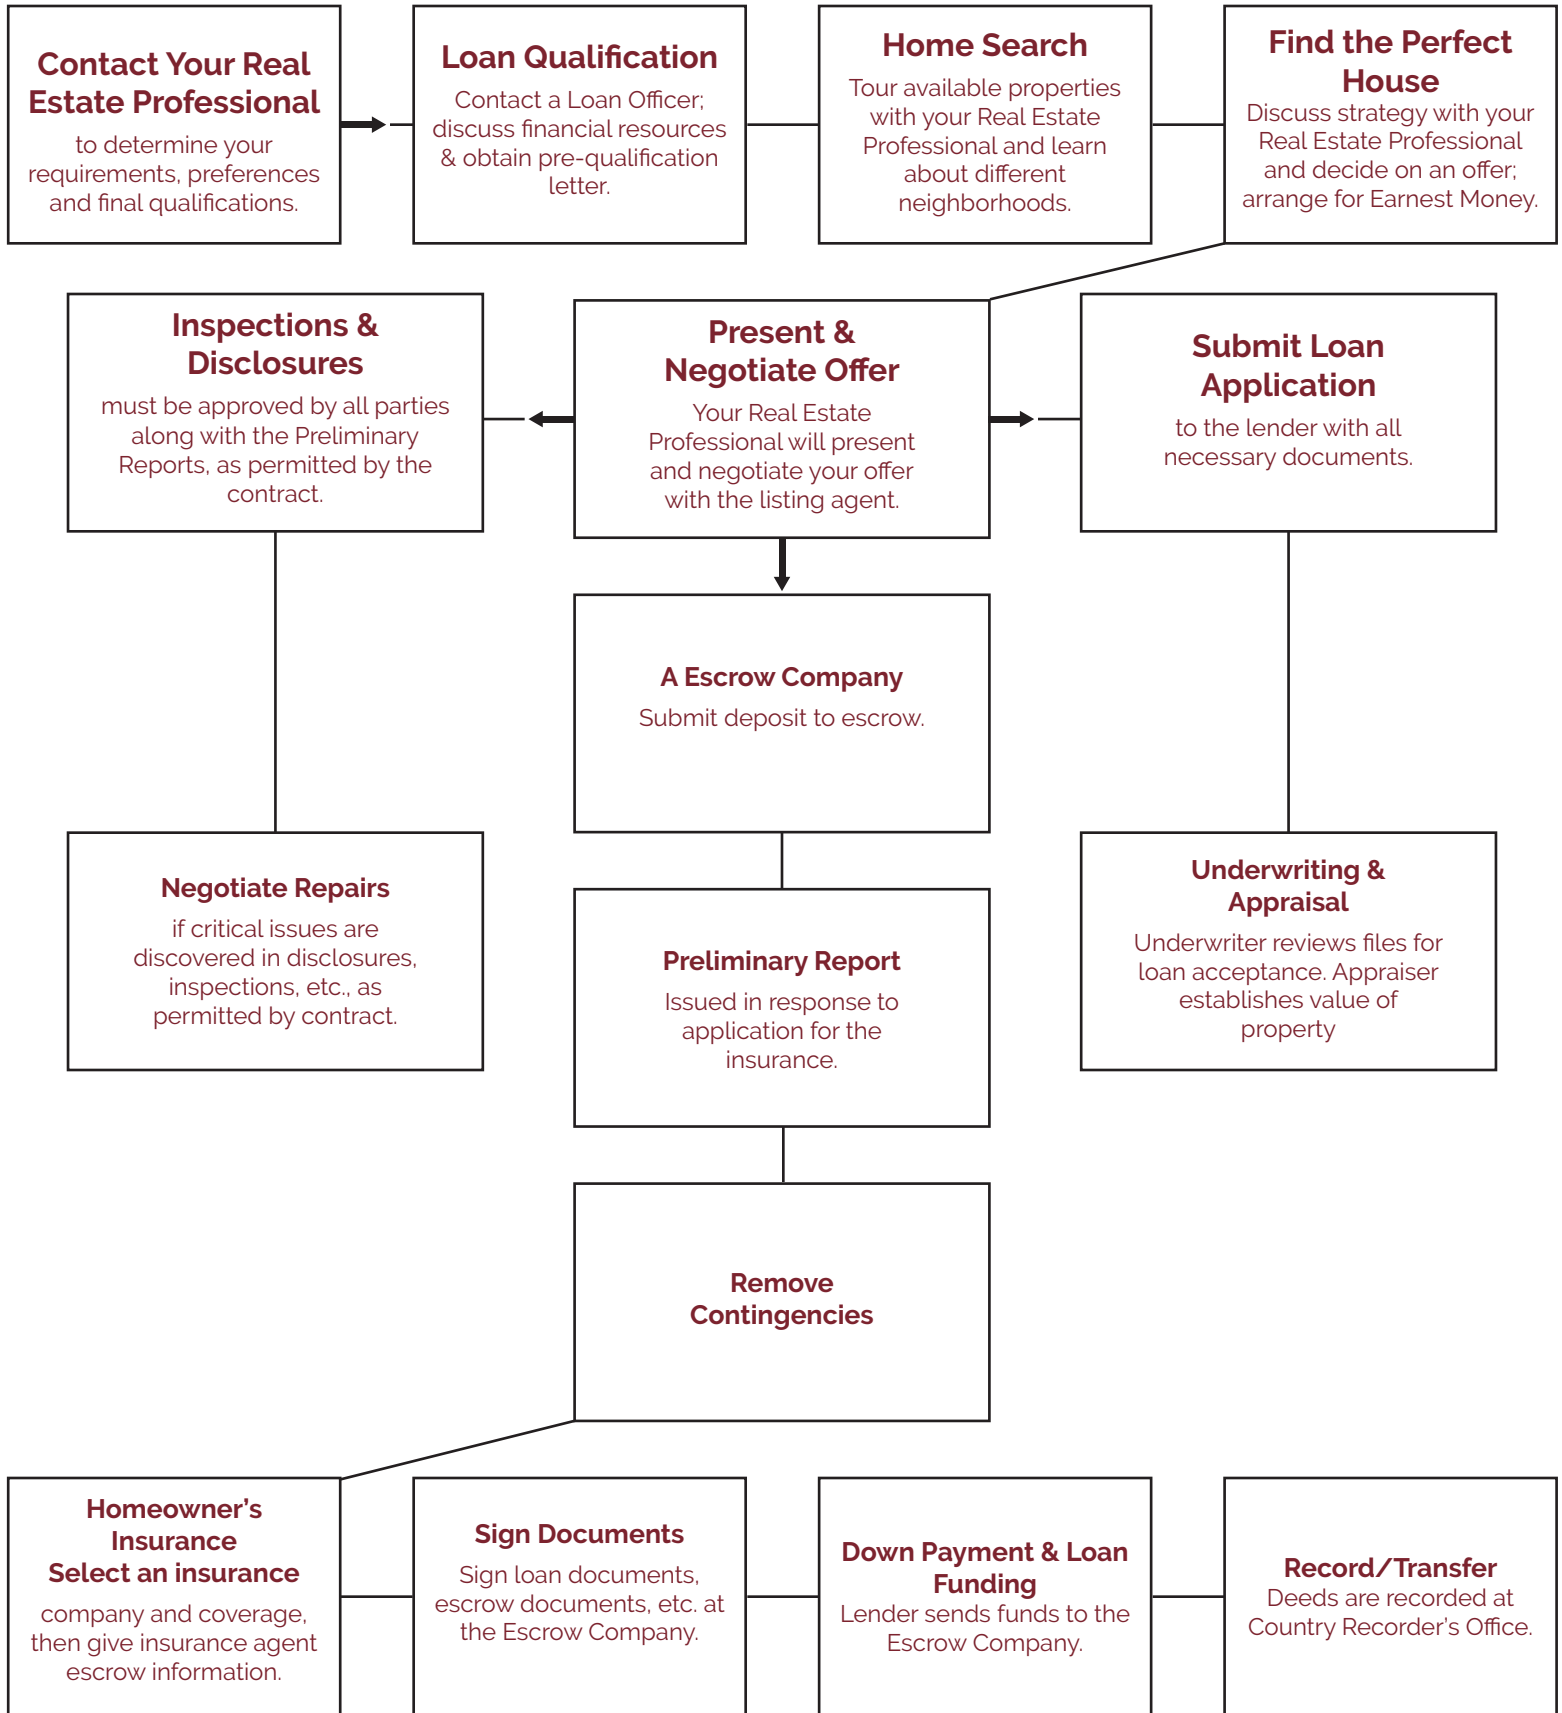 Contact Your Real
Estate Professional
to determine your
requirements, preferences
and final qualifications.
Loan Qualification
Contact a Loan Officer;
discuss financial resources
& obtain pre-qualification
letter.
Home Search
Tour available properties
with your Real Estate
Professional and learn
about different
neighborhoods.
Find the Perfect
House
Discuss strategy with your
Real Estate Professional
and decide on an offer;
arrange for Earnest Money.
Inspections &
Disclosures
must be approved by all parties
along with the Preliminary
Reports, as permitted by the
contract.
Present &
Negotiate Offer
Your Real Estate
Professional will present
and negotiate your offer
with the listing agent.
Submit Loan
Application
to the lender with all
necessary documents.
A Escrow Company
Submit deposit to escrow.
Negotiate Repairs
if critical issues are
discovered in disclosures,
inspections, etc., as
permitted by contract.
Preliminary Report
Issued in response to
application for the
insurance.
Underwriting &
Appraisal
Underwriter reviews files for
loan acceptance. Appraiser
establishes value of
property
Remove
Contingencies
Homeowner’s
Insurance
Select an insurance
company and coverage,
then give insurance agent
escrow information.
Sign Documents
Sign loan documents,
escrow documents, etc. at
the Escrow Company.
Down Payment & Loan
Funding
Lender sends funds to the
Escrow Company.
Record/Transfer
Deeds are recorded at
Country Recorder’s Office.